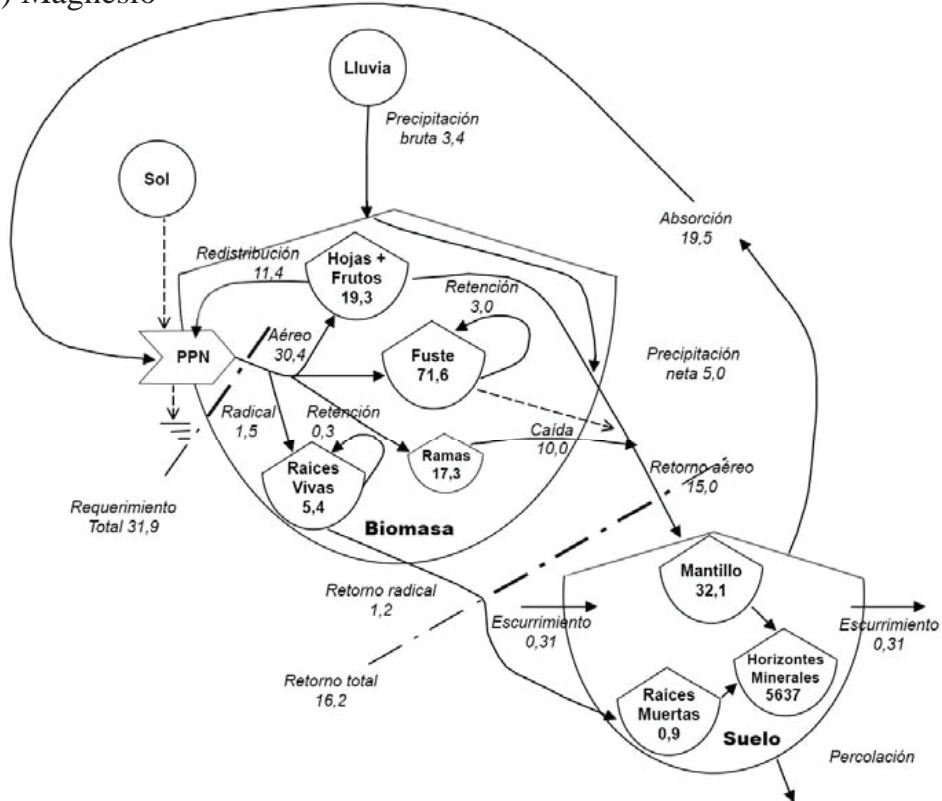 ) Magnesio
Lluvia
Precipitación
bruta 3,4
Sol
Absorción
19,5
Redistribución
11,4
Hojas +
Frutos
19,3
Retención
3,0
Aéreo
30,4
PPN
Fuste
71,6
Precipitación
neta 5,0
Radical
1,5
Retención
0,3
Ramas
17,3
Caída
10,0
Raices
Vivas
5,4
Retorno aéreo
15,0
Requerimiento
Total 31,9
Biomasa
Mantillo
32,1
Retorno radical
1,2
Escurrimiento
0,31
Escurrimiento
0,31
Horizontes
Minerales
5637
Retorno total
16,2
Raices
Muertas
0,9
Suelo
Percolación